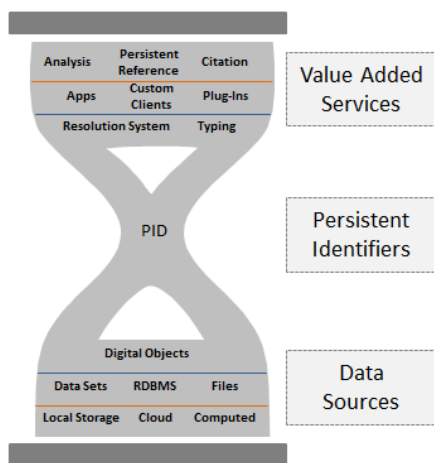 Analysis Persistent Reference Citation
Apps Custom Clients Plug-Ins
Resolution System Typing
Value Added
Services
PID
Persistent
Identifiers
Digital Objects
Data Sets RDBMS Files
Local Storage Cloud Computed
Data
Sources